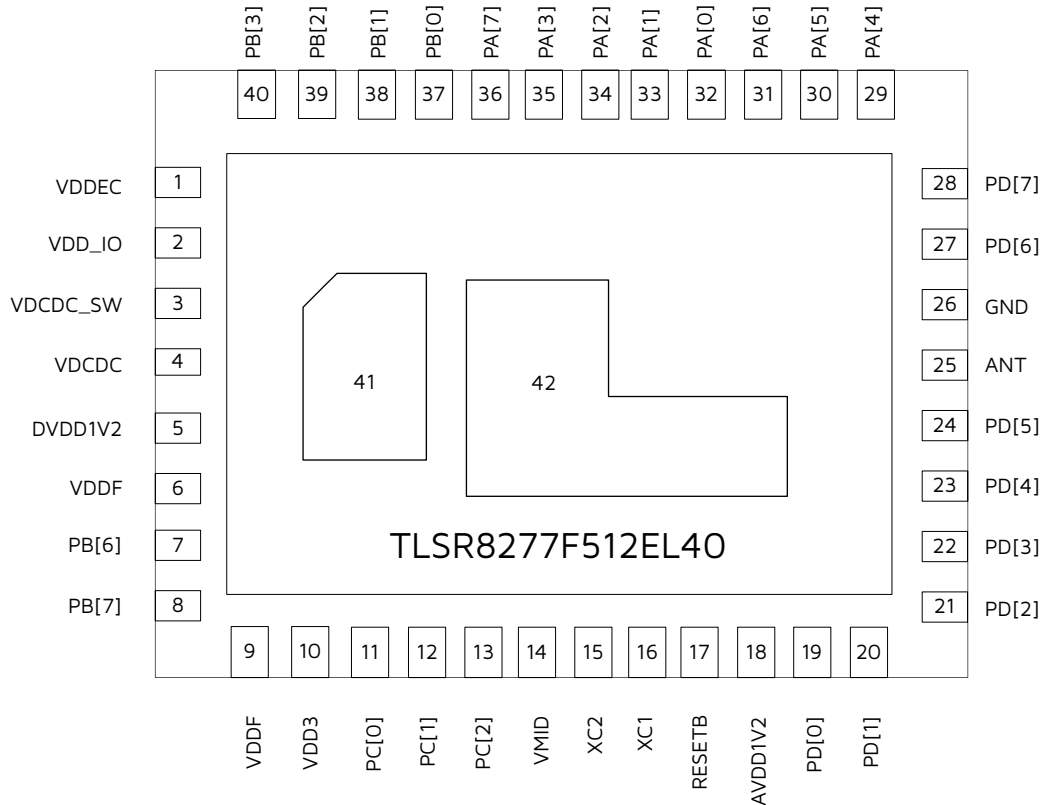 PB[3] PB[2] PB[1] PB[0] PA[7] PA[3] PA[2] PA[1] PA[0] PA[6] PA[5] PA[4]
40 39 38 37 36 35 34 33 32 31 30 29
VDDEC 1 28 PD[7]
VDD_IO 2 27 PD[6]
VDCDC_SW 3 26 GND
VDCDC 4 25 ANT
41 42
DVDD1V2 5 24 PD[5]
VDDF 6 23 PD[4]
PB[6] 7 TLSR8277F512EL40 22 PD[3]
PB[7] 8 21 PD[2]
9 10 11 12 13 14 15 16 17 18 19 20
VDDF VDD3 PC[0] PC[1] PC[2] VMID XC2 XC1 RESETB AVDD1V2 PD[0] PD[1]